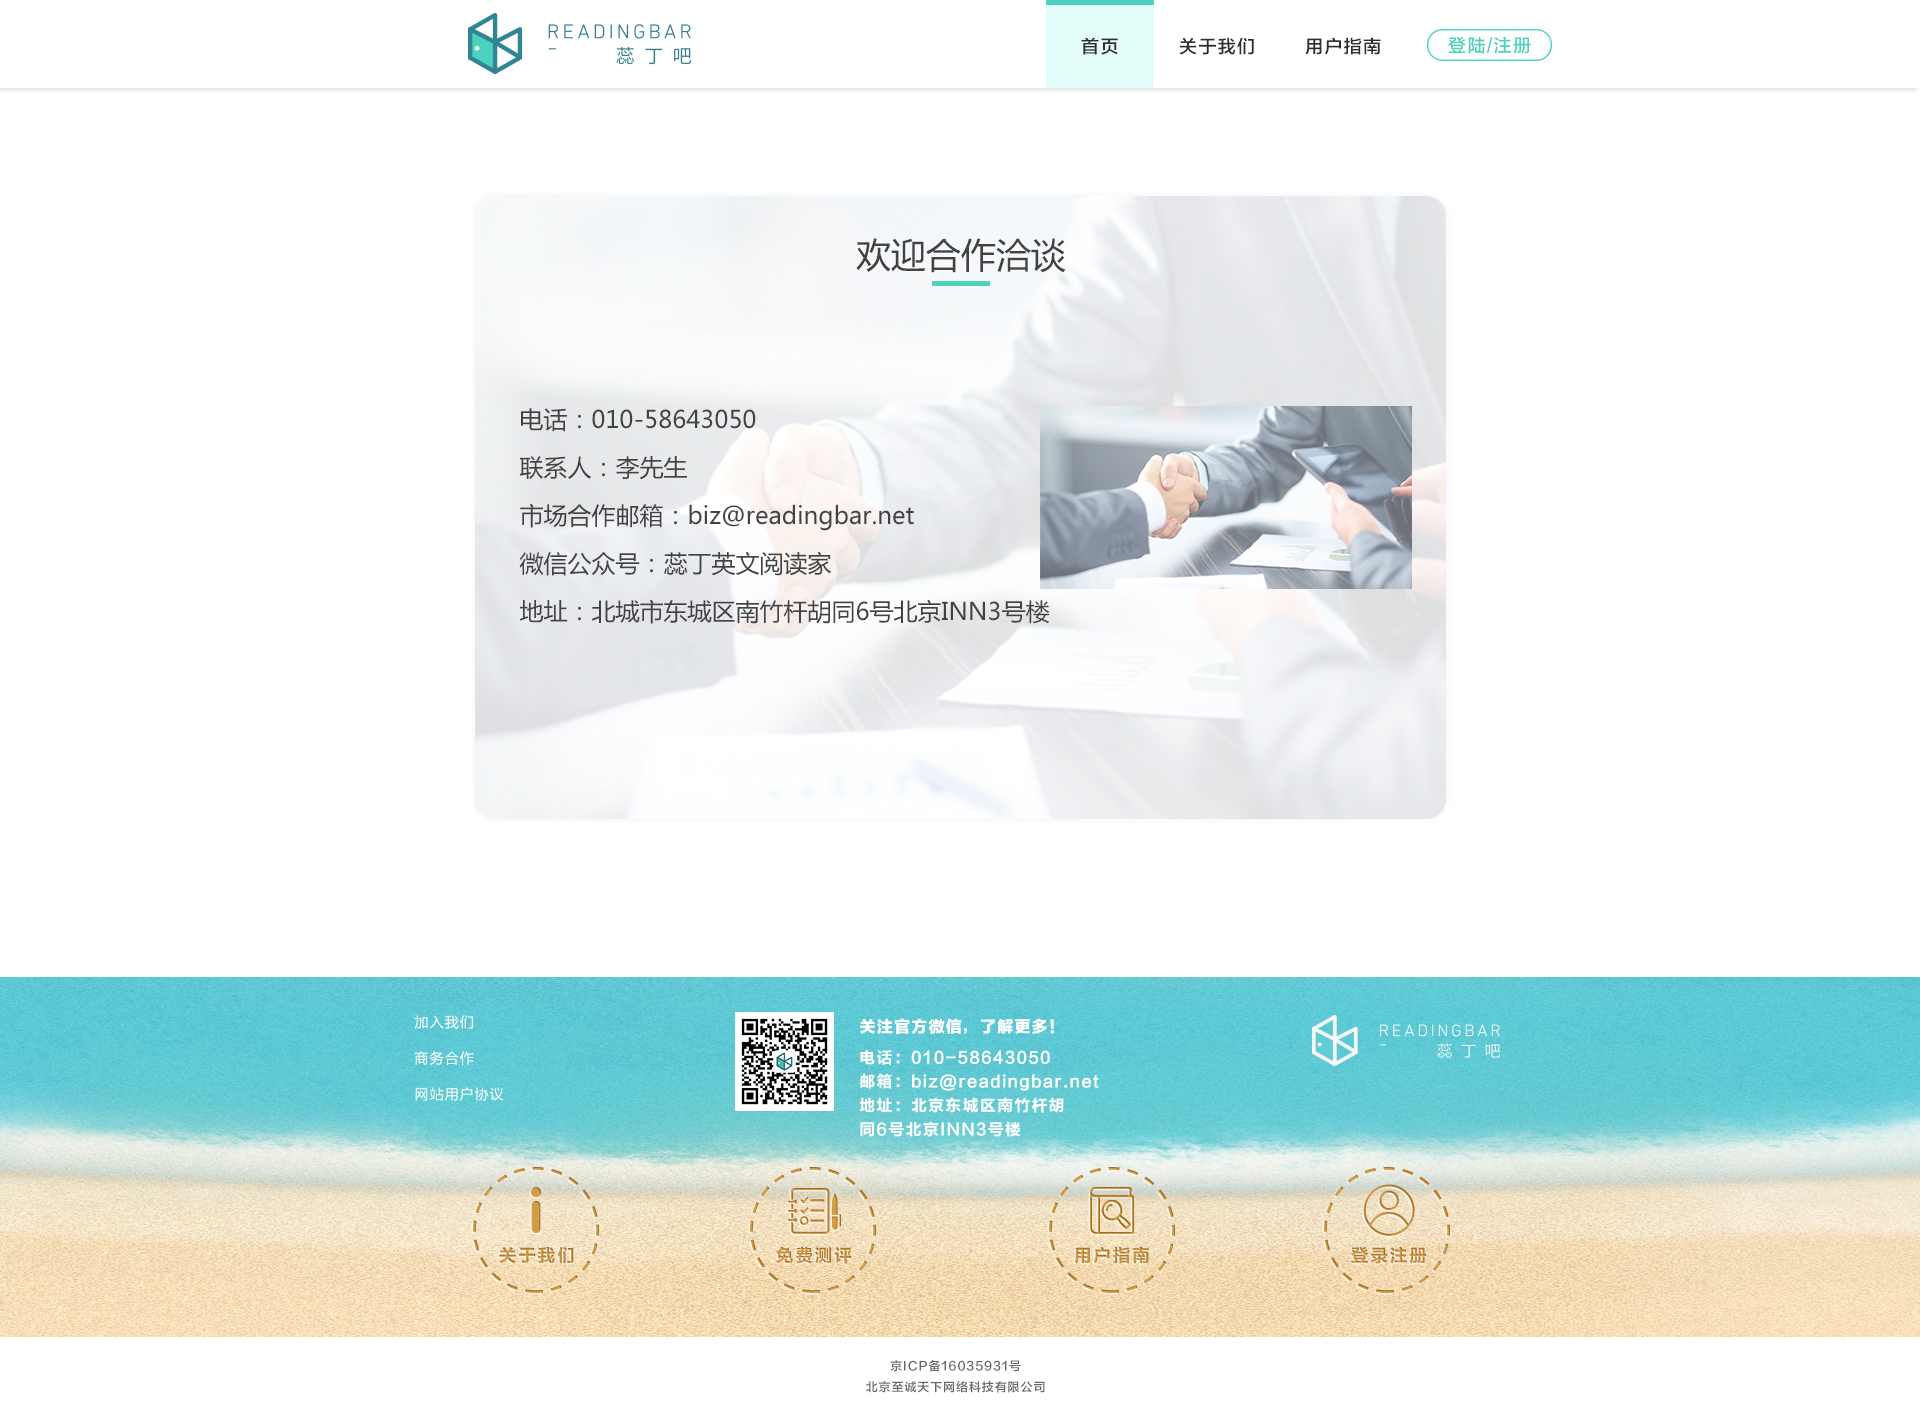 READINGBAR
蕊丁吧
首页
关于我们
用户指南
登陆/注册
欢迎合作洽谈
电话：010-58643050
联系人：李先生
市场合作邮箱：biz@readingbar.net
微信公众号：蕊丁英文阅读家
地址：北城市东城区南竹杆胡同6号北京INN3号楼
加入我们
商务合作
网站用户协议
关注官方微信，了解更多！
电话：010-58643050
邮箱：biz@readingbar.net
地址：北京东城区南竹杆胡
同6号北京INN3号楼
READINGBAR
蕊丁吧
关于我们
免费测评
用户指南
登录注册
京ICP备16035931号
北京至诚天下网络科技有限公司